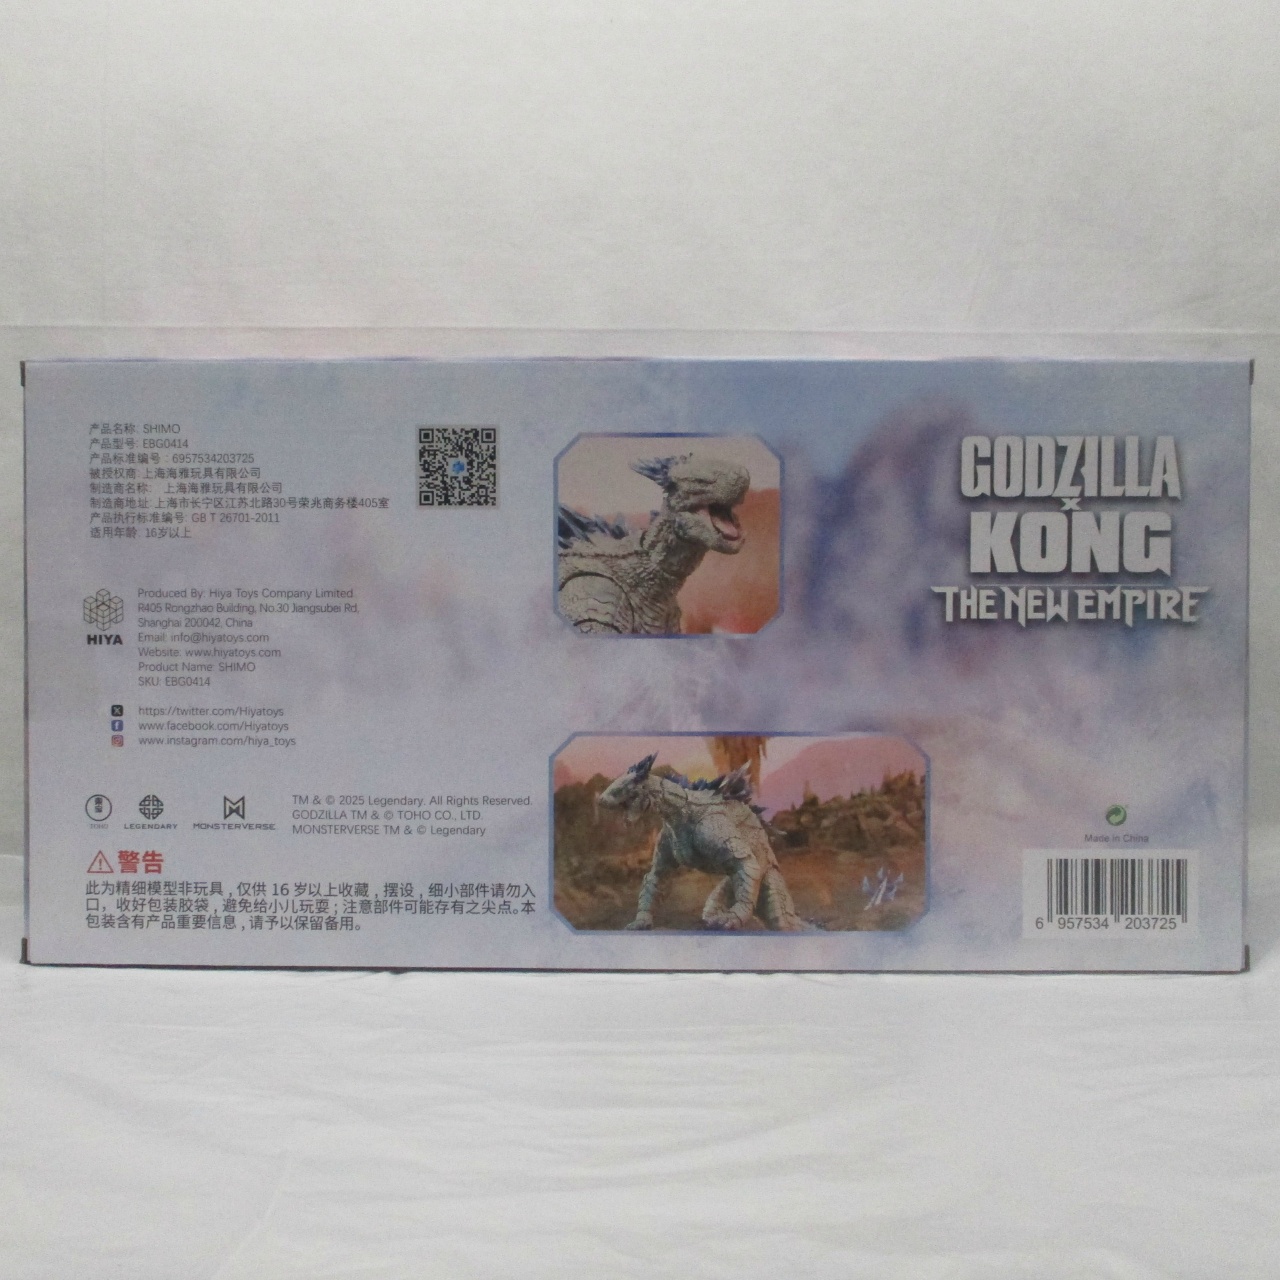 产品名称: SHIMO
产品型号: EBG0414
产品标准编号 : 6957534203725
被授权商: 上海海雅玩具有限公司
制造商名称: 上海海雅玩具有限公司
制造商地址: 上海市长宁区江苏北路30号荣兆商务楼405室
产品执行标准编号: GB T 26701-2011
适用年龄: 16岁以上
HIYA
Produced By: Hiya Toys Company Limited.
R405 Rongzhao Building, No.30 Jiangsubei Rd,
Shanghai 200042, China
Email: info@hiyatoys.com
Website: www.hiyatoys.com
Product Name: SHIMO
SKU: EBG0414
https://twitter.com/Hiyatoys
www.facebook.com/Hiyatoys
www.instagram.com/hiya_toys
TOHO
LEGENDARY
MONSTERVERSE
TM & © 2025 Legendary. All Rights Reserved.
GODZILLA TM & © TOHO CO., LTD.
MONSTERVERSE TM & © Legendary
警告
此为精细模型非玩具 , 仅供 16 岁以上收藏 , 摆设 , 细小部件请勿入
口 , 收好包装胶袋 , 避免给小儿玩耍 ; 注意部件可能存有之尖点。本
包装含有产品重要信息 , 请予以保留备用。
GODZILLA
x
KONG
THE NEW EMPIRE
Made in China
6 957534 203725